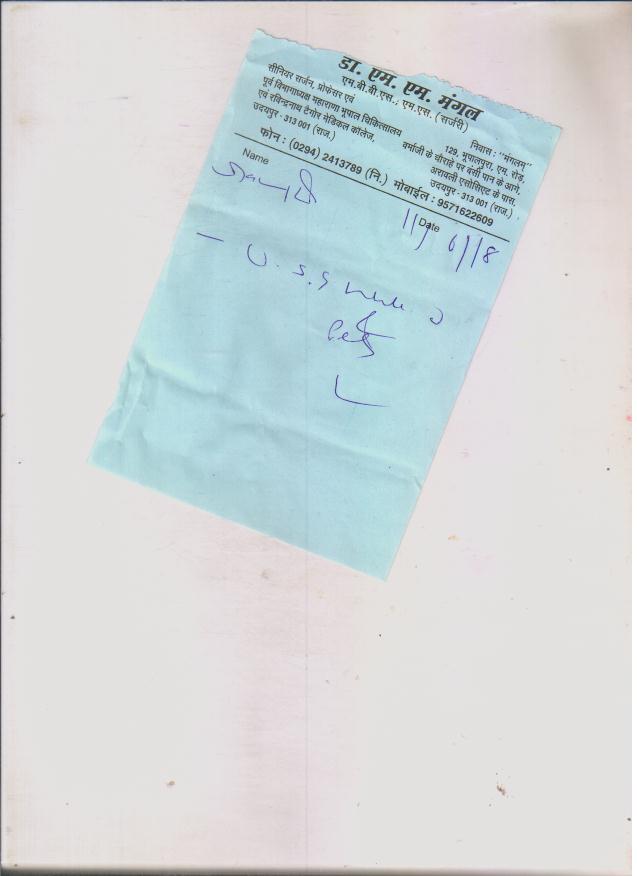 डा. एम. एम. मंगल
एम.बी.बी.एस., एम.एस. (सर्जरी)
सीनियर सर्जन, प्रोफेसर एवं
पूर्व विभागाध्यक्ष महाराणा भूपाल चिकित्सालय
एवं रविन्द्रनाथ टैगोर मेडिकल कॉलेज,
उदयपुर - 313 001 (राज.)
निवास : "मंगलम्"
129, भूपालपुरा, एम. रोड़,
वर्माजी के चौराहे पर बंसी पान के आगे,
अरावली एसोसिएट के पास,
उदयपुर - 313 001 (राज.)
फोन : (0294) 2413789 (नि.) मोबाईल : 9571622609
Name
Date 11/6/18
- U.S.G